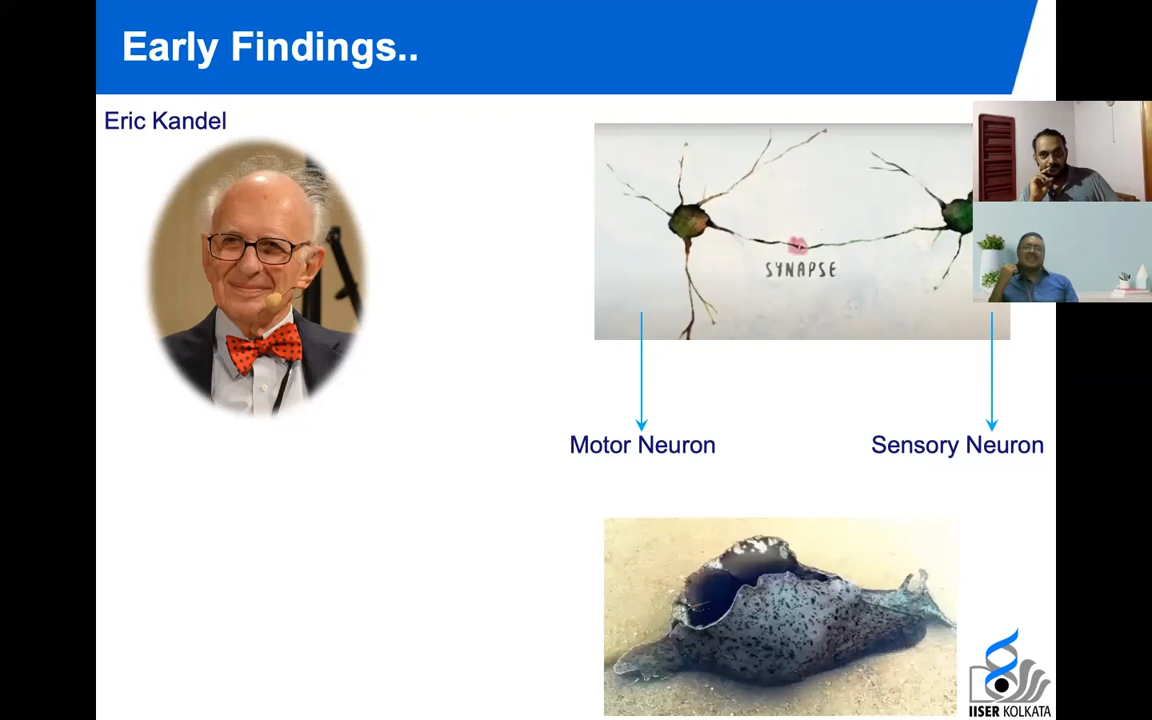 Early Findings..
Eric Kandel
SYNAPSE
Motor Neuron
Sensory Neuron
IISER KOLKATA